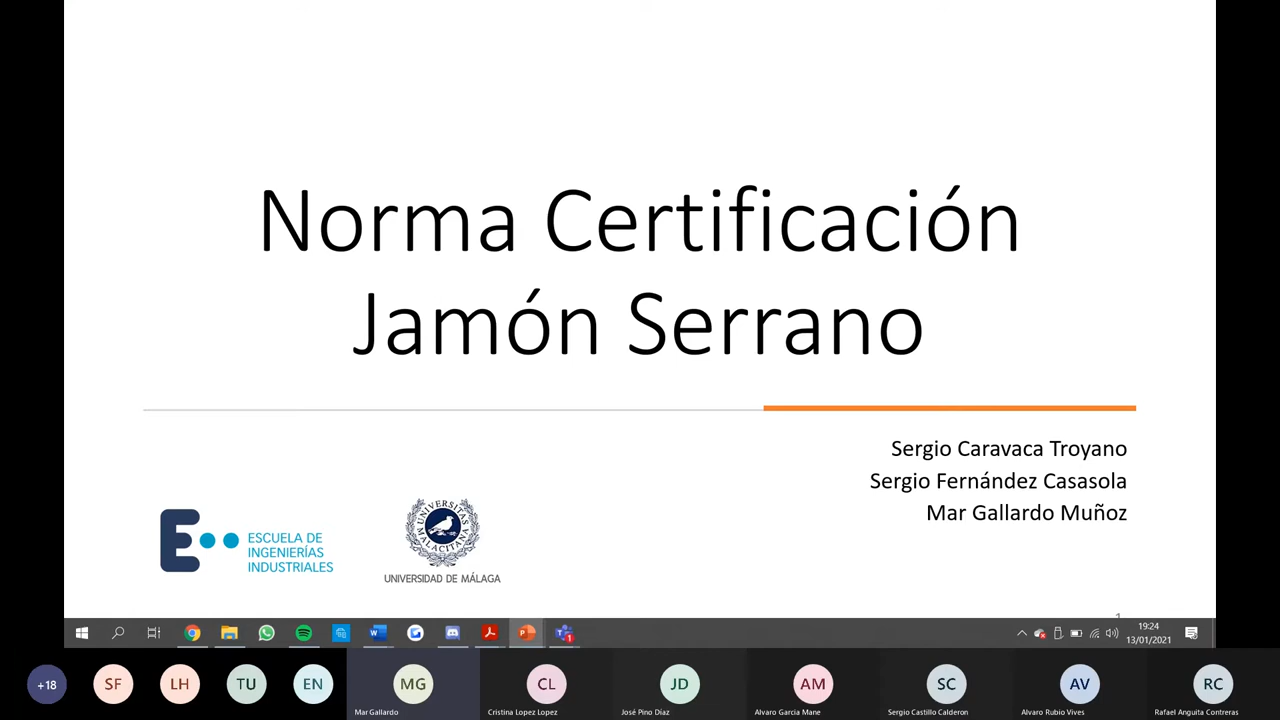 Norma Certificación
Jamón Serrano
Sergio Caravaca Troyano
Sergio Fernández Casasola
Mar Gallardo Muñoz
ESCUELA DE
INGENIERÍAS
INDUSTRIALES
UNIVERSITAS
MALACITANA
UNIVERSIDAD DE MÁLAGA
19:24
13/01/2021
+18
SF
LH
TU
EN
MG
CL
JD
AM
SC
AV
RC
Mar Gallardo
Cristina Lopez Lopez
José Pino Díaz
Alvaro Garcia Mane
Sergio Castillo Calderon
Alvaro Rubio Vives
Rafael Anguita Contreras